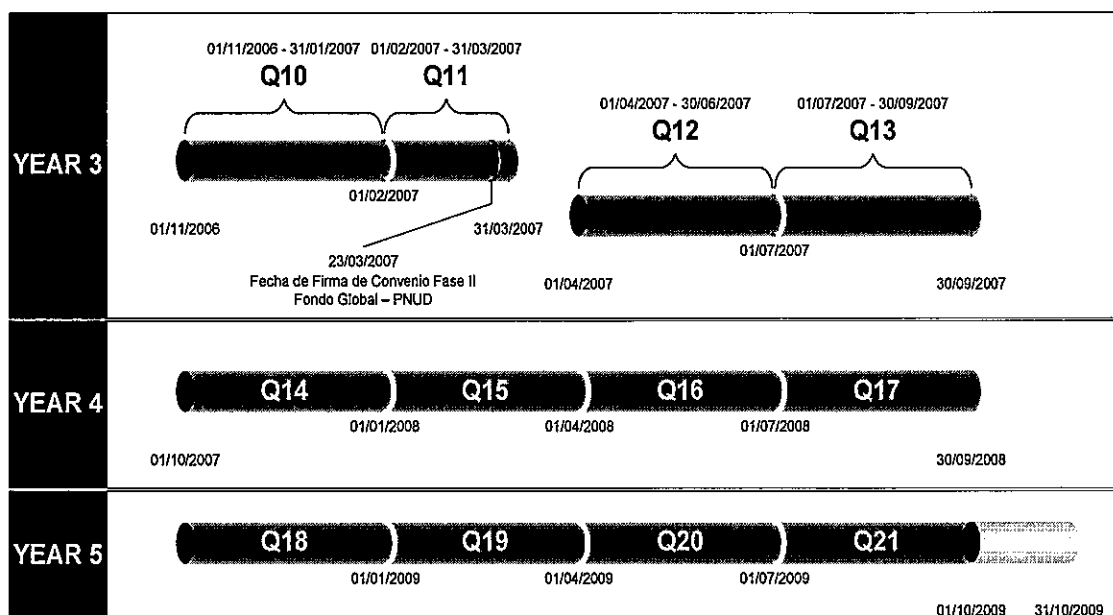 YEAR 3
01/11/2006 - 31/01/2007
Q10
01/02/2007 - 31/03/2007
Q11
01/04/2007 - 30/06/2007
Q12
01/07/2007 - 30/09/2007
Q13
01/02/2007
01/11/2006
31/03/2007
23/03/2007
Fecha de Firma de Convenio Fase II
Fondo Global – PNUD
01/07/2007
01/04/2007
30/09/2007
YEAR 4
Q14
Q15
Q16
Q17
01/01/2008
01/04/2008
01/07/2008
01/10/2007
30/09/2008
YEAR 5
Q18
Q19
Q20
Q21
01/01/2009
01/04/2009
01/07/2009
01/10/2009
31/10/2009